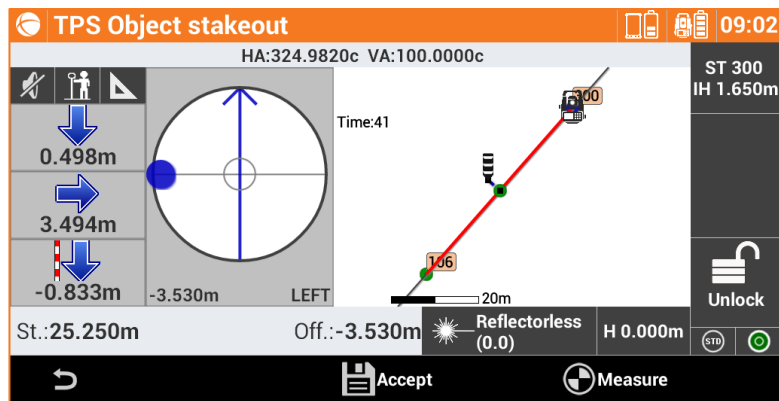 TPS Object stakeout
09:02
HA:324.9820c VA:100.0000c
ST 300
IH 1.650m
Time:41
300
0.498m
3.494m
106
-0.833m
-3.530m
LEFT
20m
Unlock
St.:25.250m
Off.:-3.530m
Reflectorless
(0.0)
H 0.000m
STD
Accept
Measure